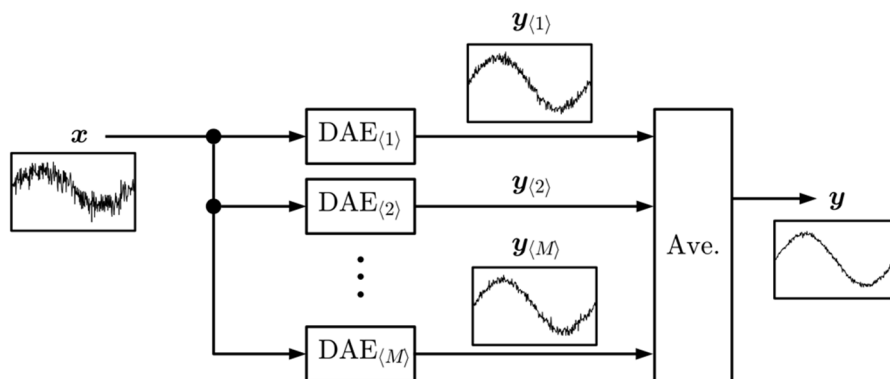 y⟨1⟩
x
DAE⟨1⟩
DAE⟨2⟩
y⟨2⟩
y
y⟨M⟩
Ave.
DAE⟨M⟩